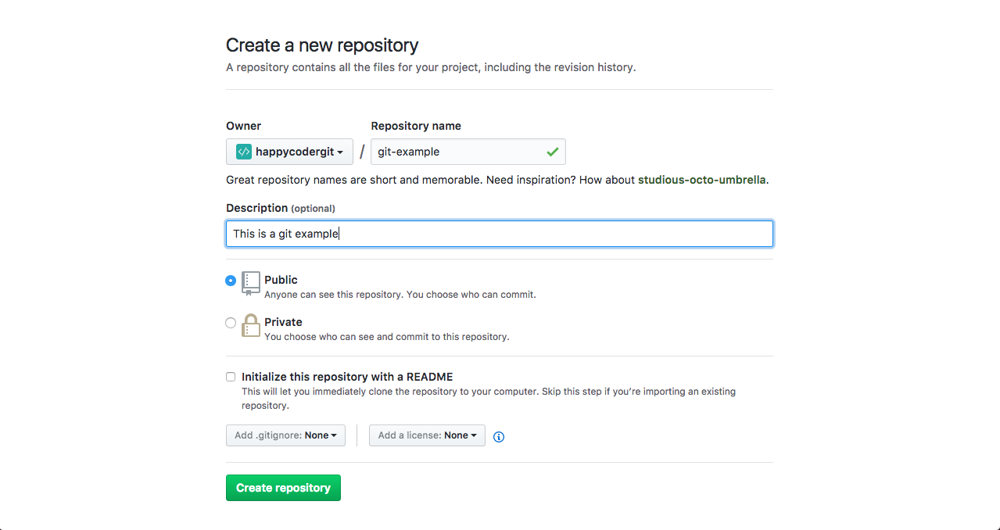 Create a new repository
A repository contains all the files for your project, including the revision history.
Owner Repository name
happycodergit / git-example
Great repository names are short and memorable. Need inspiration? How about studious-octo-umbrella.
Description (optional)
This is a git example
Public
Anyone can see this repository. You choose who can commit.
Private
You choose who can see and commit to this repository.
Initialize this repository with a README
This will let you immediately clone the repository to your computer. Skip this step if you’re importing an existing
repository.
Add .gitignore: None Add a license: None
Create repository